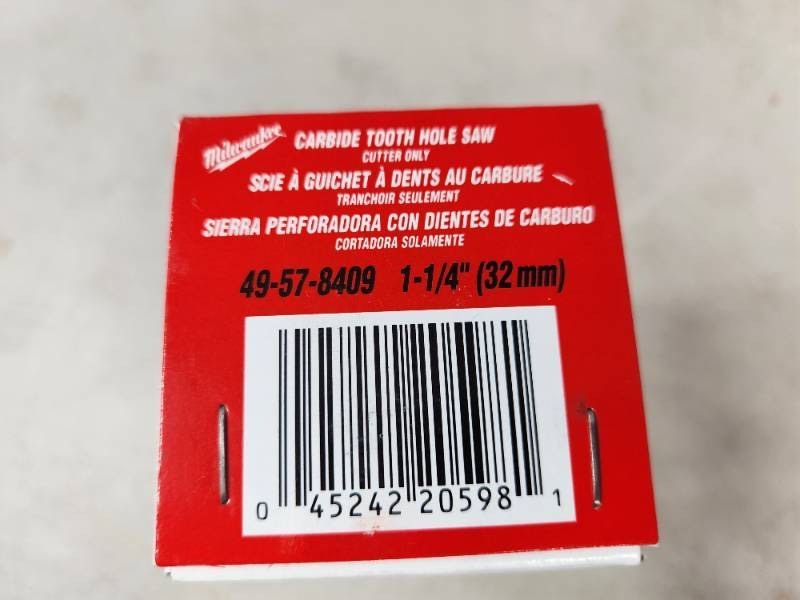 Milwaukee CARBIDE TOOTH HOLE SAW
CUTTER ONLY
SCIE À GUICHET À DENTS AU CARBURE
TRANCHOIR SEULEMENT
SIERRA PERFORADORA CON DIENTES DE CARBURO
CORTADORA SOLAMENTE
49-57-8409 1-1/4" (32 mm)
0 45242 20598 1